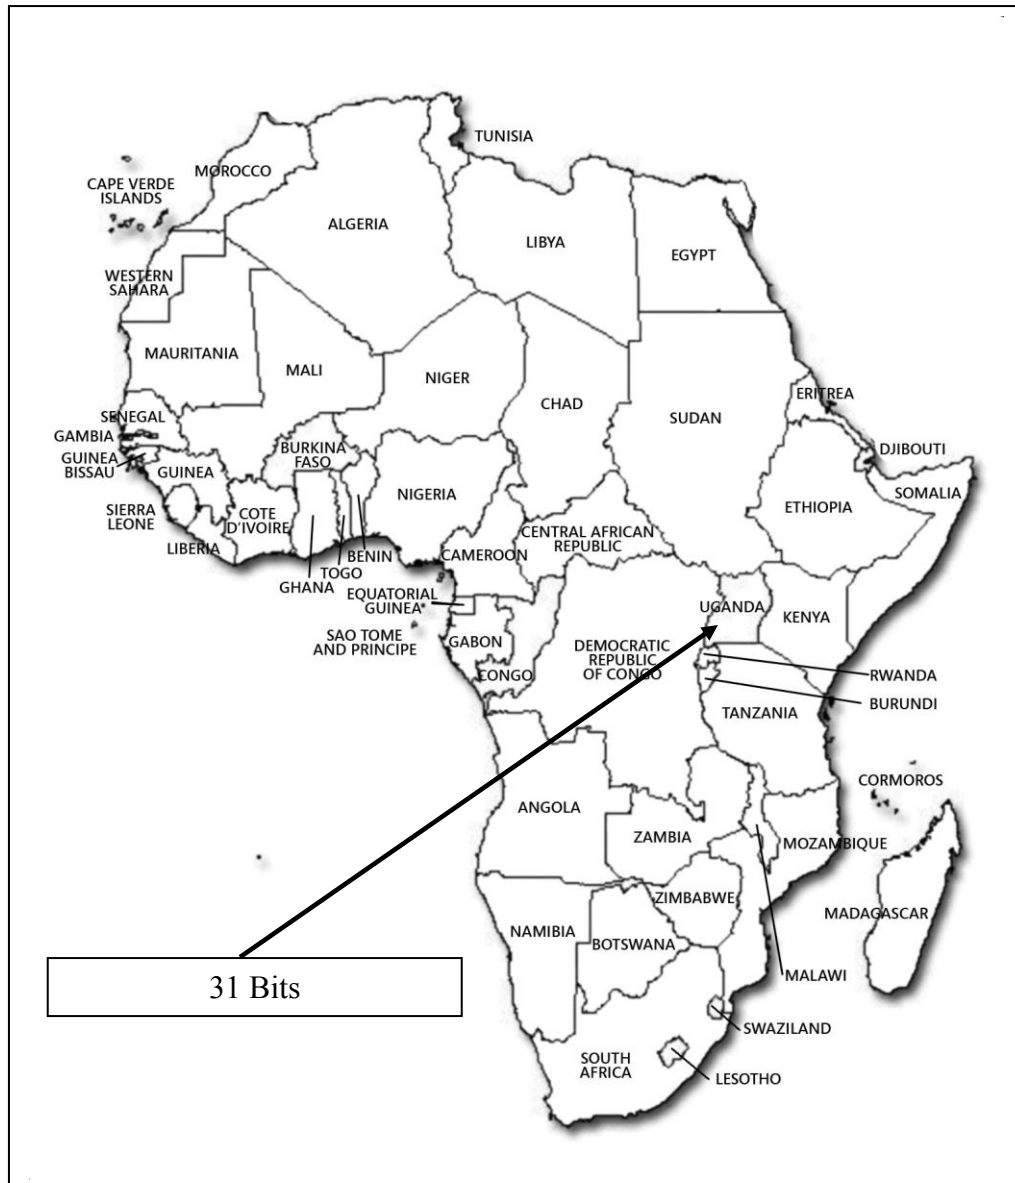 TUNISIA
MOROCCO
CAPE VERDE
ISLANDS
ALGERIA
LIBYA
EGYPT
WESTERN
SAHARA
MAURITANIA
MALI
NIGER
CHAD
SUDAN
ERITREA
SENEGAL
GAMBIA
GUINEA
BISSAU
GUINEA
BURKINA
FASO
NIGERIA
DJIBOUTI
SOMALIA
ETHIOPIA
SIERRA
LEONE
COTE
D'IVOIRE
LIBERIA
GHANA
TOGO
BENIN
CAMEROON
CENTRAL AFRICAN
REPUBLIC
EQUATORIAL
GUINEA
SAO TOME
AND PRINCIPE
GABON
CONGO
DEMOCRATIC
REPUBLIC
OF CONGO
UGANDA
KENYA
RWANDA
BURUNDI
TANZANIA
CORMOROS
ANGOLA
ZAMBIA
MOZAMBIQUE
ZIMBABWE
MADAGASCAR
NAMIBIA
BOTSWANA
MALAWI
31 Bits
SWAZILAND
SOUTH
AFRICA
LESOTHO